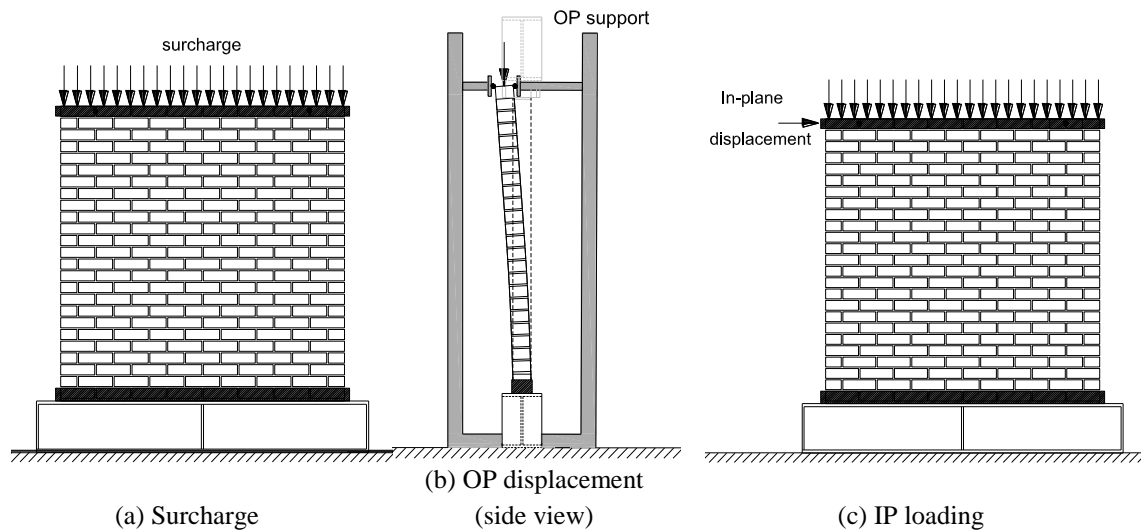 surcharge
OP support
In-plane
displacement
(b) OP displacement
(a) Surcharge
(side view)
(c) IP loading